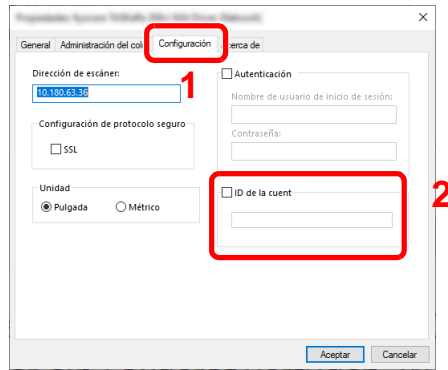 General Administración del col Configuración cerca de
Dirección de escáner:
1
10.180.63.36
Configuración de protocolo seguro
SSL
Unidad
Pulgada Métrico
Autenticación
Nombre de usuario de inicio de sesión:
Contraseña:
ID de la cuent
2
Aceptar Cancelar